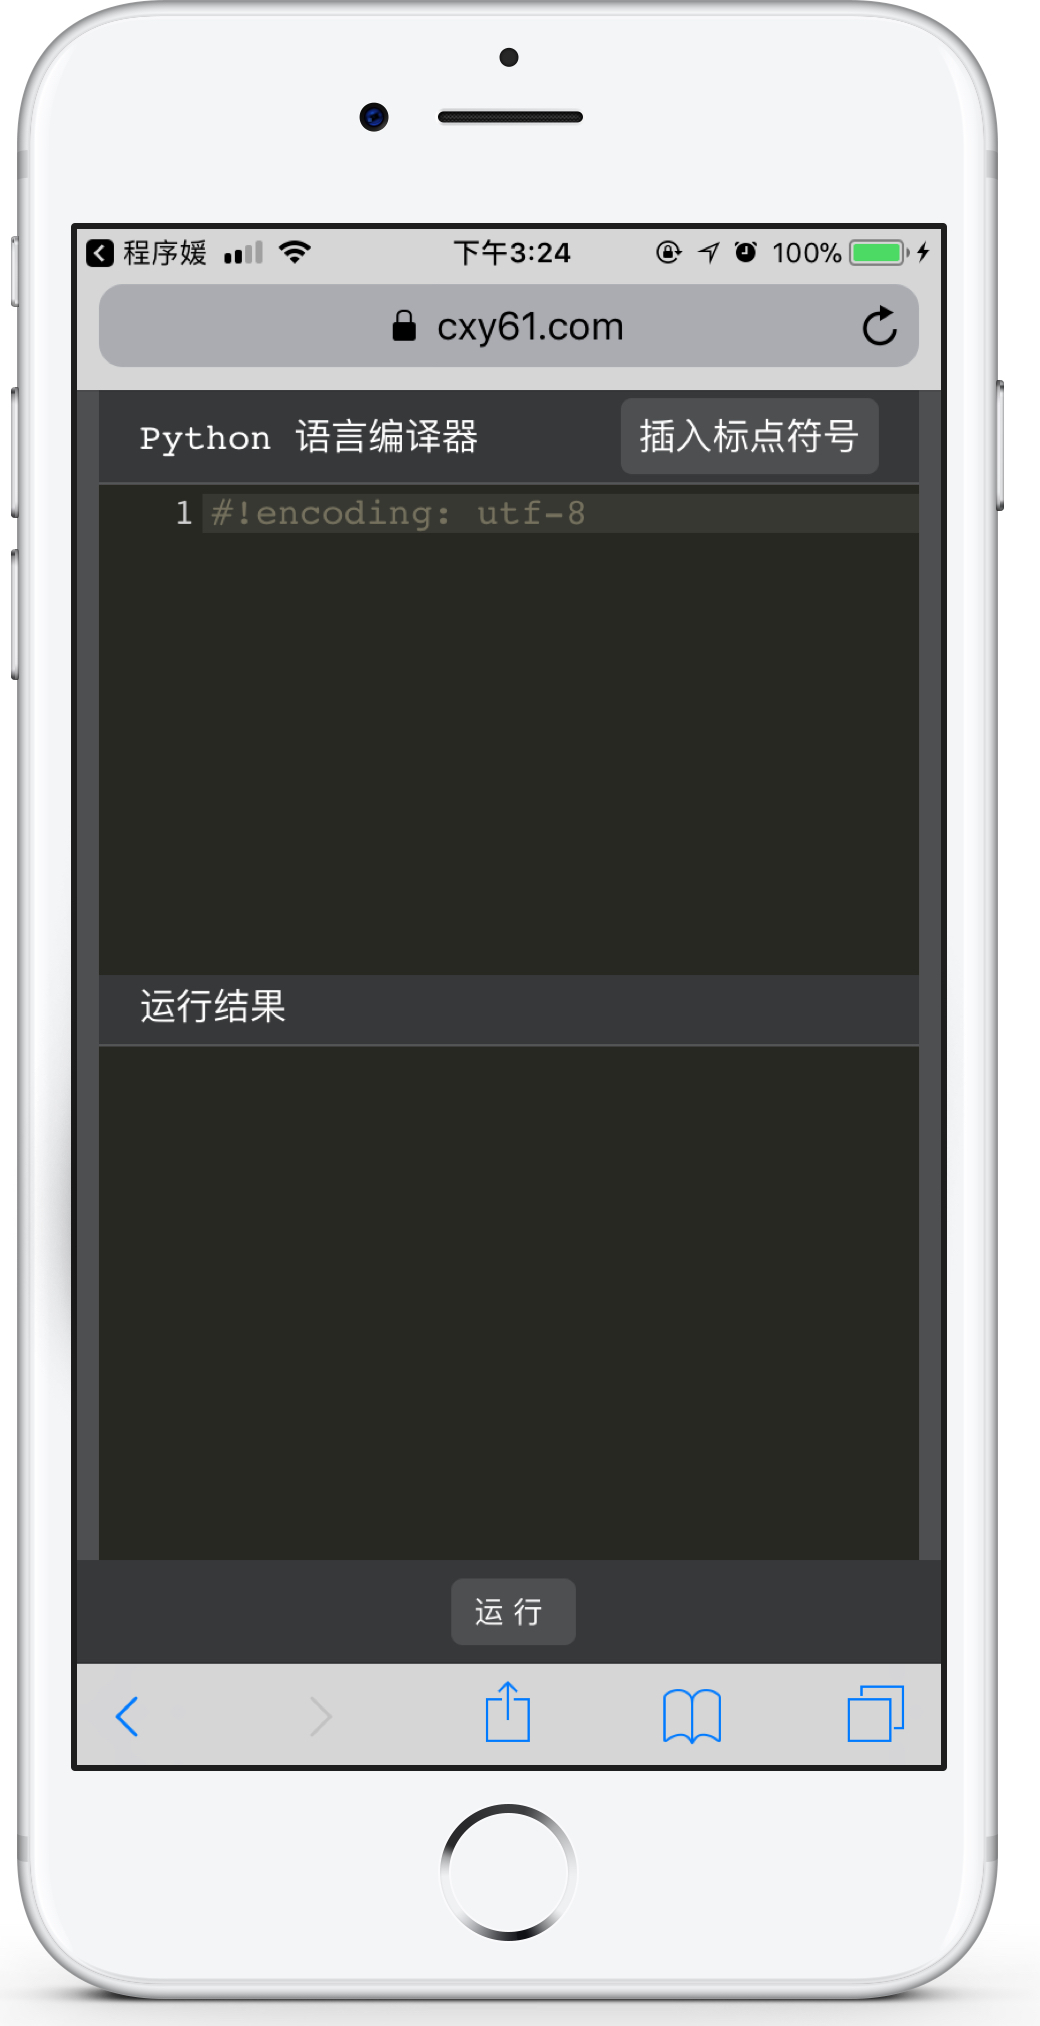 程序媛 下午3:24 100%
cxy61.com
Python 语言编译器 插入标点符号
1 #!encoding: utf-8
运行结果
运 行